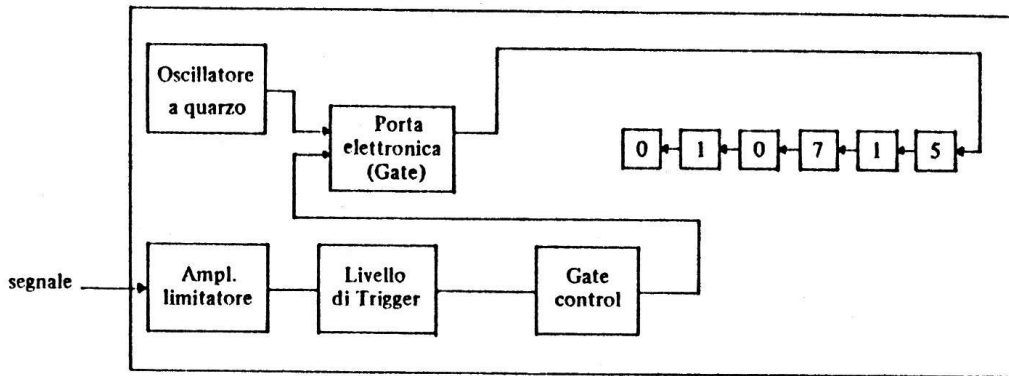 Oscillatore
a quarzo
Porta
elettronica
(Gate)
0 1 0 7 1 5
segnale
Ampl.
limitatore
Livello
di Trigger
Gate
control